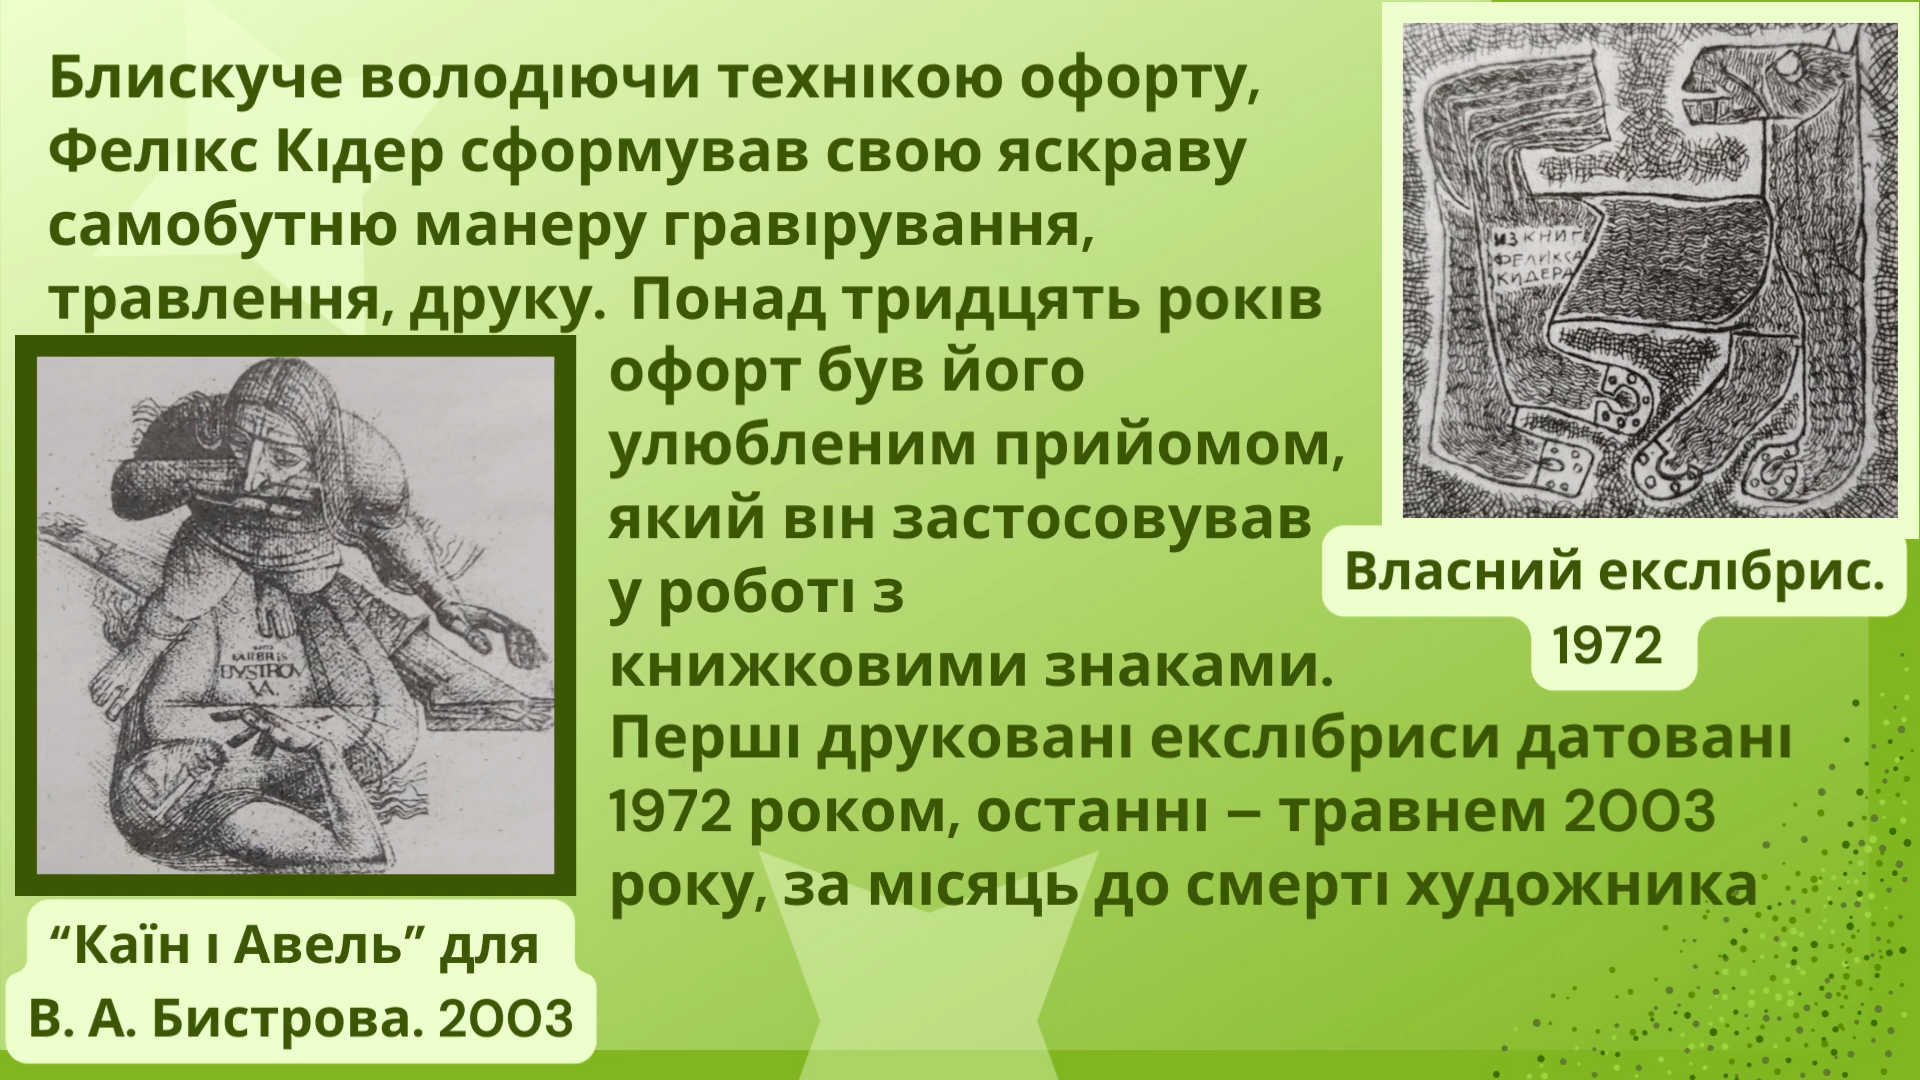 Блискуче володіючи технікою офорту,
Фелікс Кідер сформував свою яскраву
самобутню манеру гравірування,
травлення, друку. Понад тридцять років
офорт був його
улюбленим прийомом,
який він застосовував
у роботі з
книжковими знаками.
Перші друковані екслібриси датовані
1972 роком, останні – травнем 2003
року, за місяць до смерті художника
ИЗ КНИГ
ФЕЛИКСА
КИДЕРА
Власний екслібрис.
1972
EXLIBRIS
BYSTROV
V.A.
“Каїн і Авель” для
В. А. Бистрова. 2003